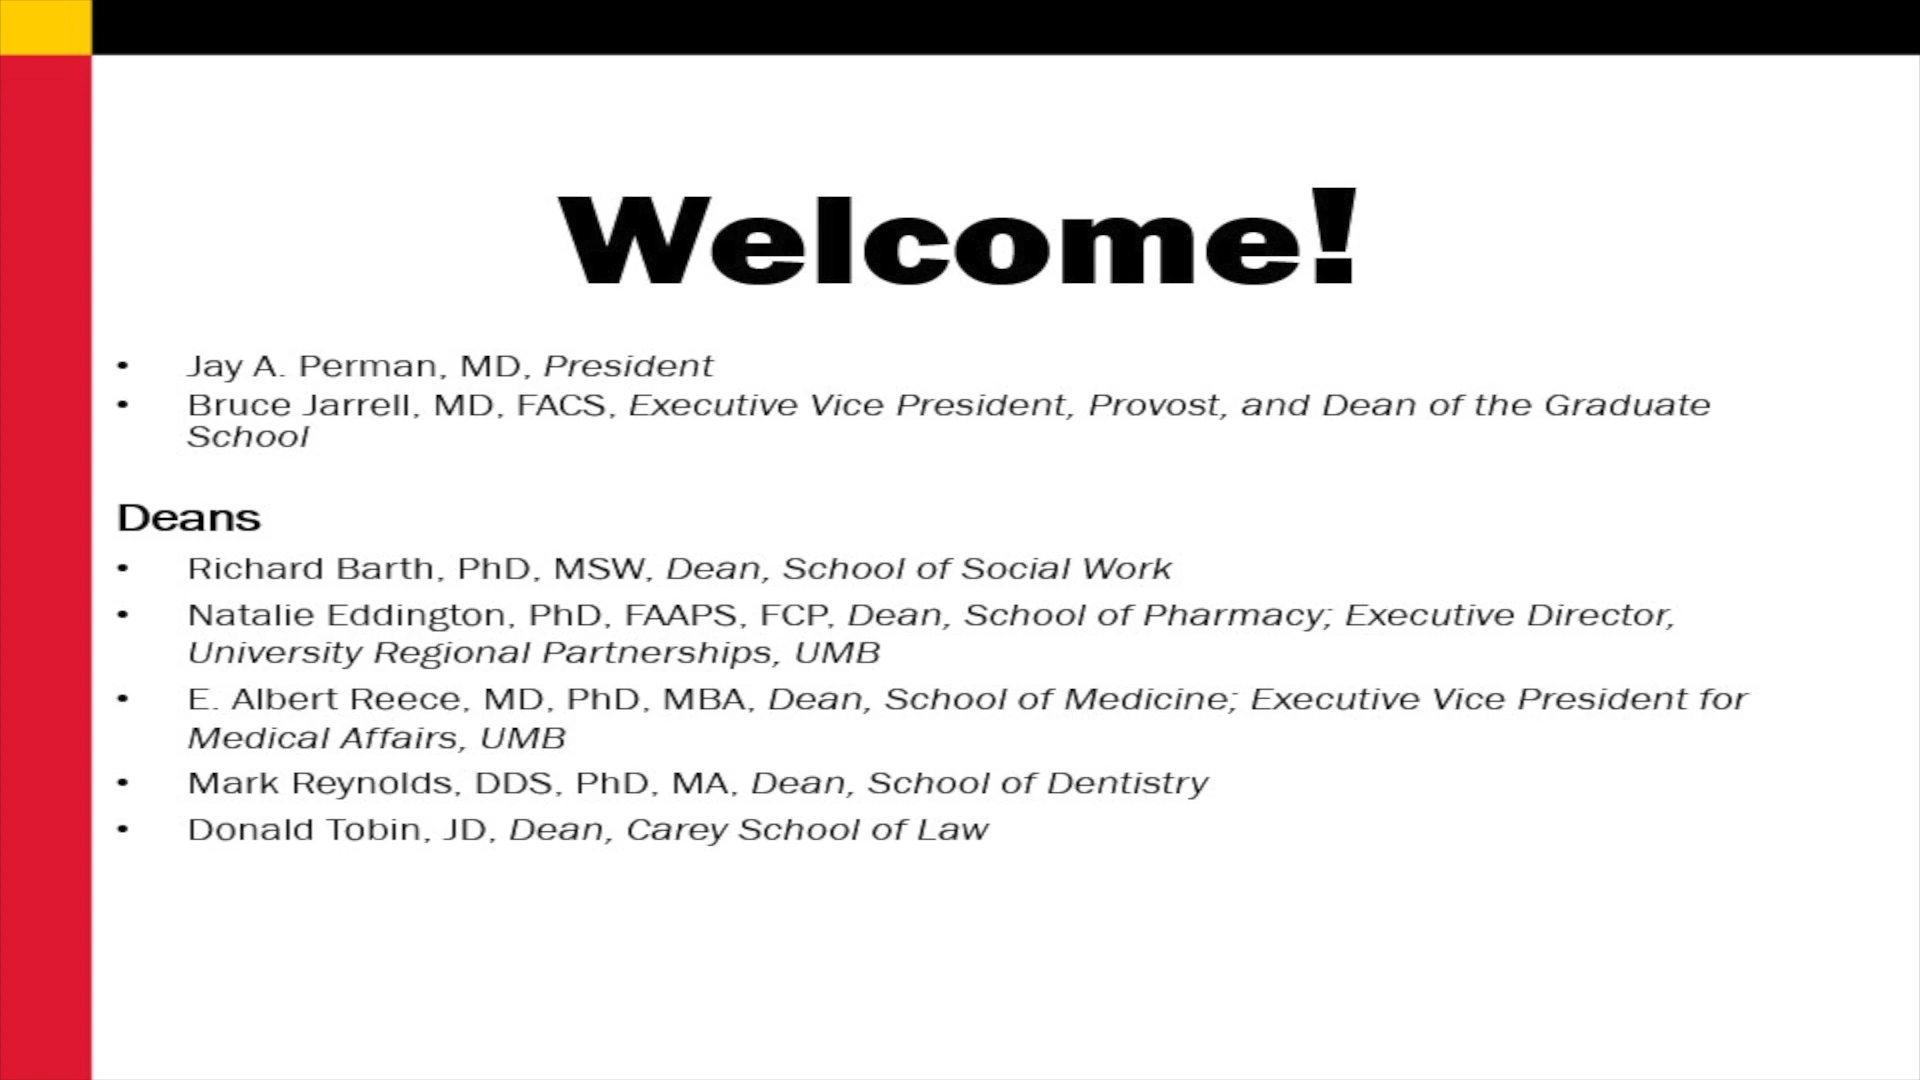 Welcome!
• Jay A. Perman, MD, President
• Bruce Jarrell, MD, FACS, Executive Vice President, Provost, and Dean of the Graduate
School
Deans
• Richard Barth, PhD, MSW, Dean, School of Social Work
• Natalie Eddington, PhD, FAAPS, FCP, Dean, School of Pharmacy; Executive Director,
University Regional Partnerships, UMB
• E. Albert Reece, MD, PhD, MBA, Dean, School of Medicine; Executive Vice President for
Medical Affairs, UMB
• Mark Reynolds, DDS, PhD, MA, Dean, School of Dentistry
• Donald Tobin, JD, Dean, Carey School of Law